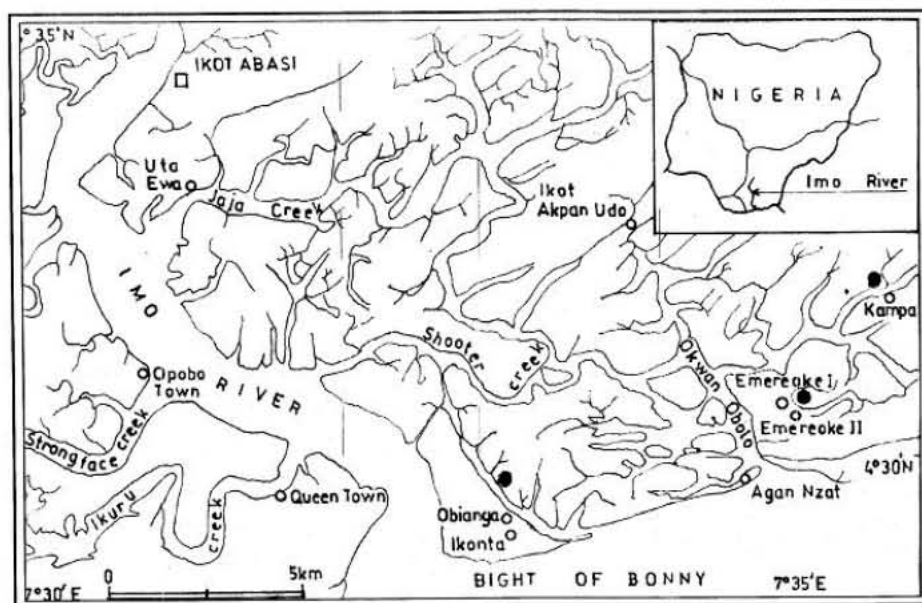 ° 35′N
IKOT ABASI
NIGERIA
Imo River
Uta
Ewa
Jaja Creek
Ikot
Akpan Udo
IMO
RIVER
Kampa
Shooter
creek
Okwan
Obolo
Opobo
Town
Emereoke I
Emereoke II
Strongface creek
4°30′N
Ikuru
creek
Queen Town
Agan Nzat
Obianga
Ikonta
0
5km
BIGHT OF BONNY
7°30′E
7°35′E